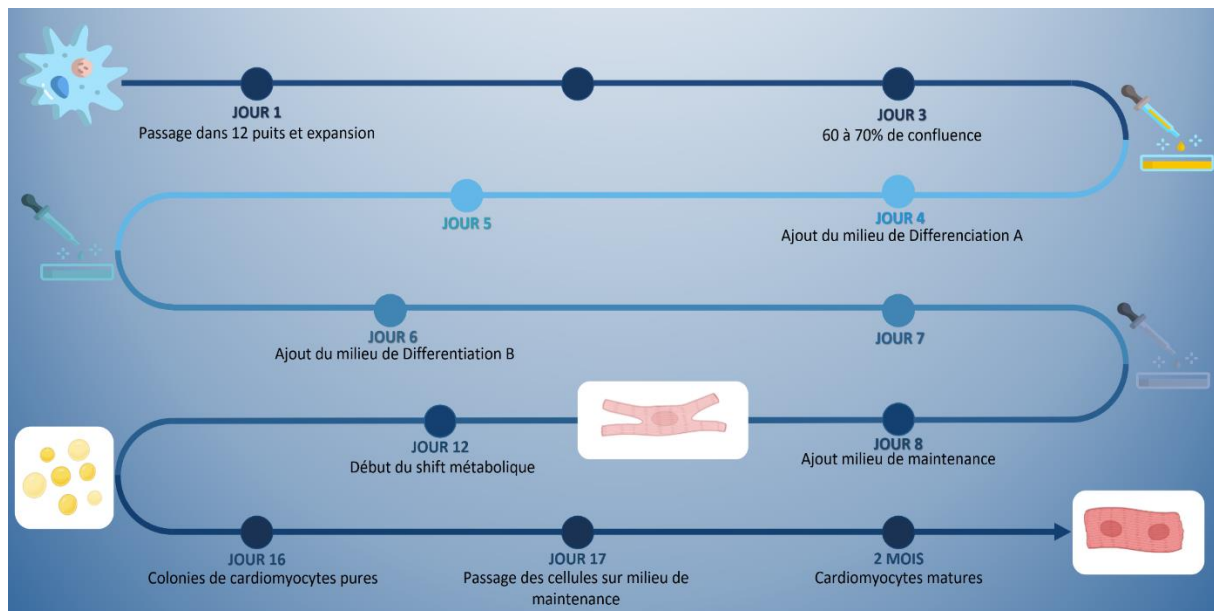 JOUR 1
Passage dans 12 puits et expansion
JOUR 3
60 à 70% de confluence
JOUR 4
Ajout du milieu de Differenciation A
JOUR 5
JOUR 6
Ajout du milieu de Differentiation B
JOUR 7
JOUR 8
Ajout milieu de maintenance
JOUR 12
Début du shift métabolique
JOUR 16
Colonies de cardiomyocytes pures
JOUR 17
Passage des cellules sur milieu de
maintenance
2 MOIS
Cardiomyocytes matures